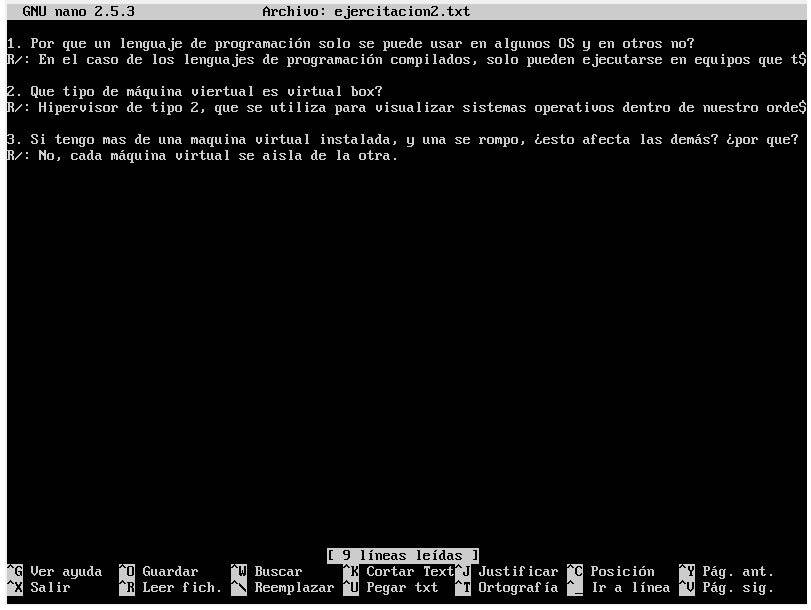 GNU nano 2.5.3 Archivo: ejercitacion2.txt
1. Por que un lenguaje de programación solo se puede usar en algunos OS y en otros no?
R/: En el caso de los lenguajes de programación compilados, solo pueden ejecutarse en equipos que t$
2. Que tipo de máquina viertual es virtual box?
R/: Hipervisor de tipo 2, que se utiliza para visualizar sistemas operativos dentro de nuestro orde$
3. Si tengo mas de una maquina virtual instalada, y una se rompo, ¿esto afecta las demás? ¿por que?
R/: No, cada máquina virtual se aisla de la otra.
[ 9 líneas leídas ]
^G Ver ayuda ^O Guardar ^W Buscar ^K Cortar Text ^J Justificar ^C Posición ^Y Pág. ant.
^X Salir ^R Leer fich. ^\ Reemplazar ^U Pegar txt ^T Ortografía ^_ Ir a línea ^V Pág. sig.